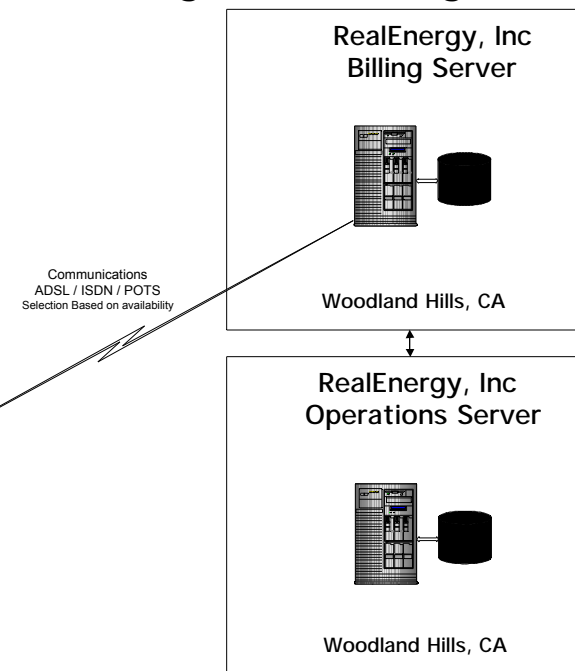 RealEnergy, Inc
Billing Server
Communications
ADSL / ISDN / POTS
Selection Based on availability
Woodland Hills, CA
RealEnergy, Inc
Operations Server
Woodland Hills, CA